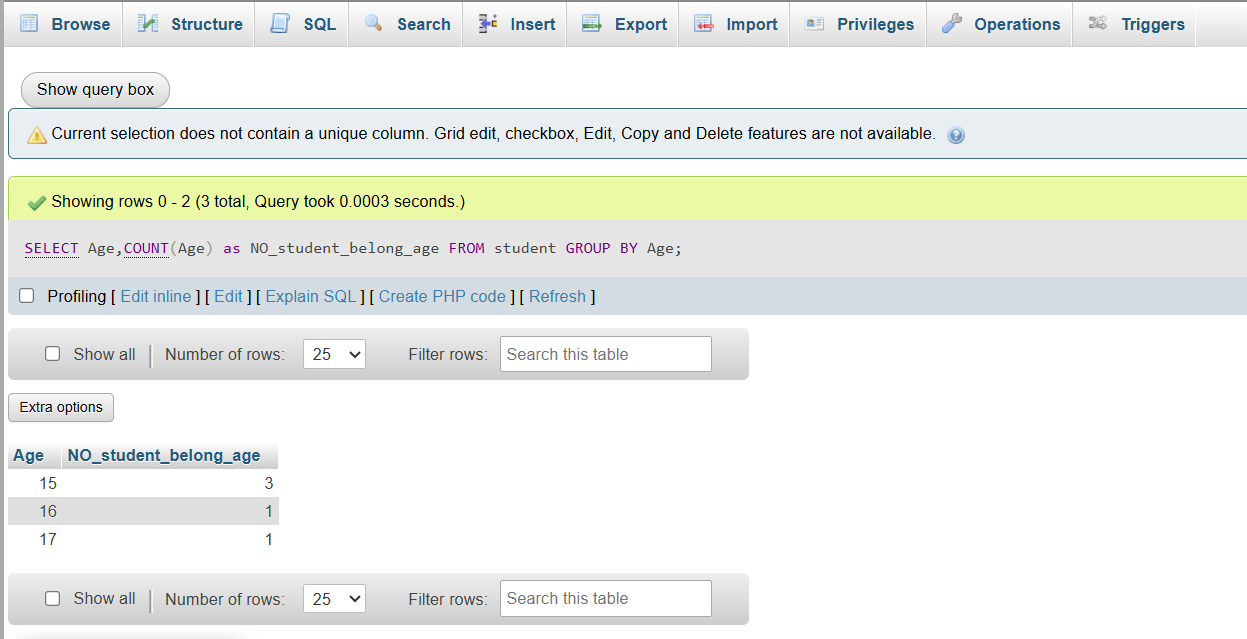 Browse Structure SQL Search Insert Export Import Privileges Operations Triggers
Show query box
Current selection does not contain a unique column. Grid edit, checkbox, Edit, Copy and Delete features are not available.
Showing rows 0 - 2 (3 total, Query took 0.0003 seconds.)
SELECT Age,COUNT(Age) as NO_student_belong_age FROM student GROUP BY Age;
Profiling [ Edit inline ] [ Edit ] [ Explain SQL ] [ Create PHP code ] [ Refresh ]
Show all | Number of rows: 25 Filter rows: Search this table
Extra options
Age NO_student_belong_age
15 3
16 1
17 1
Show all | Number of rows: 25 Filter rows: Search this table